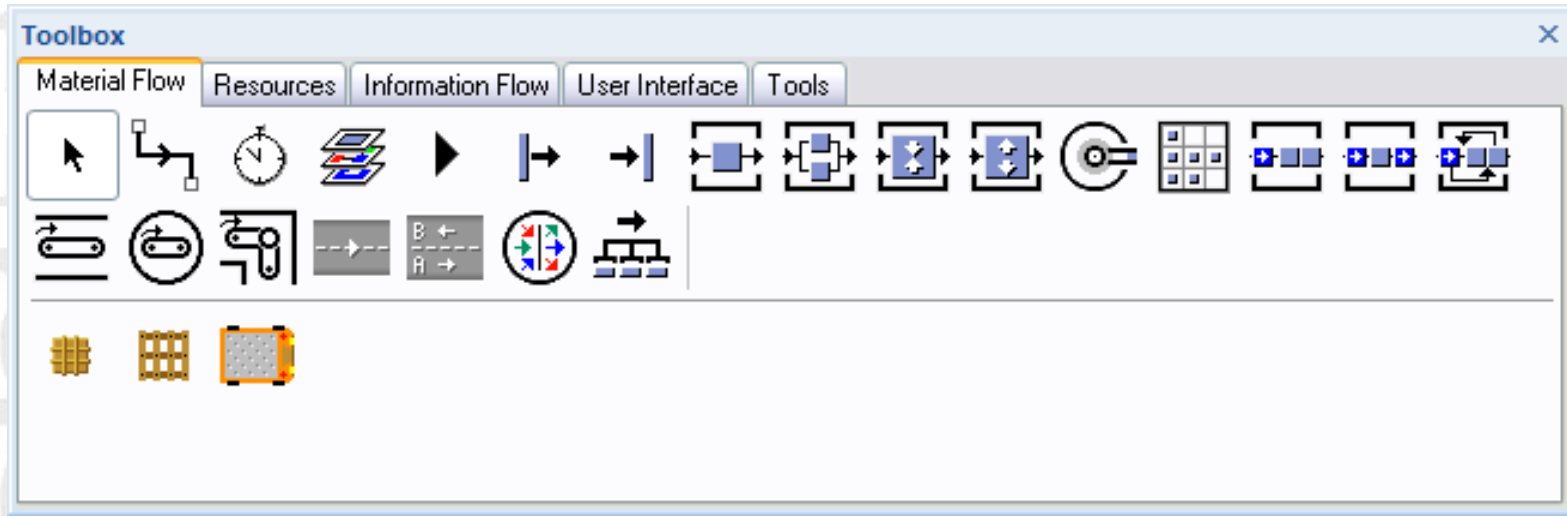 Toolbox
Material Flow Resources Information Flow User Interface Tools
B
A